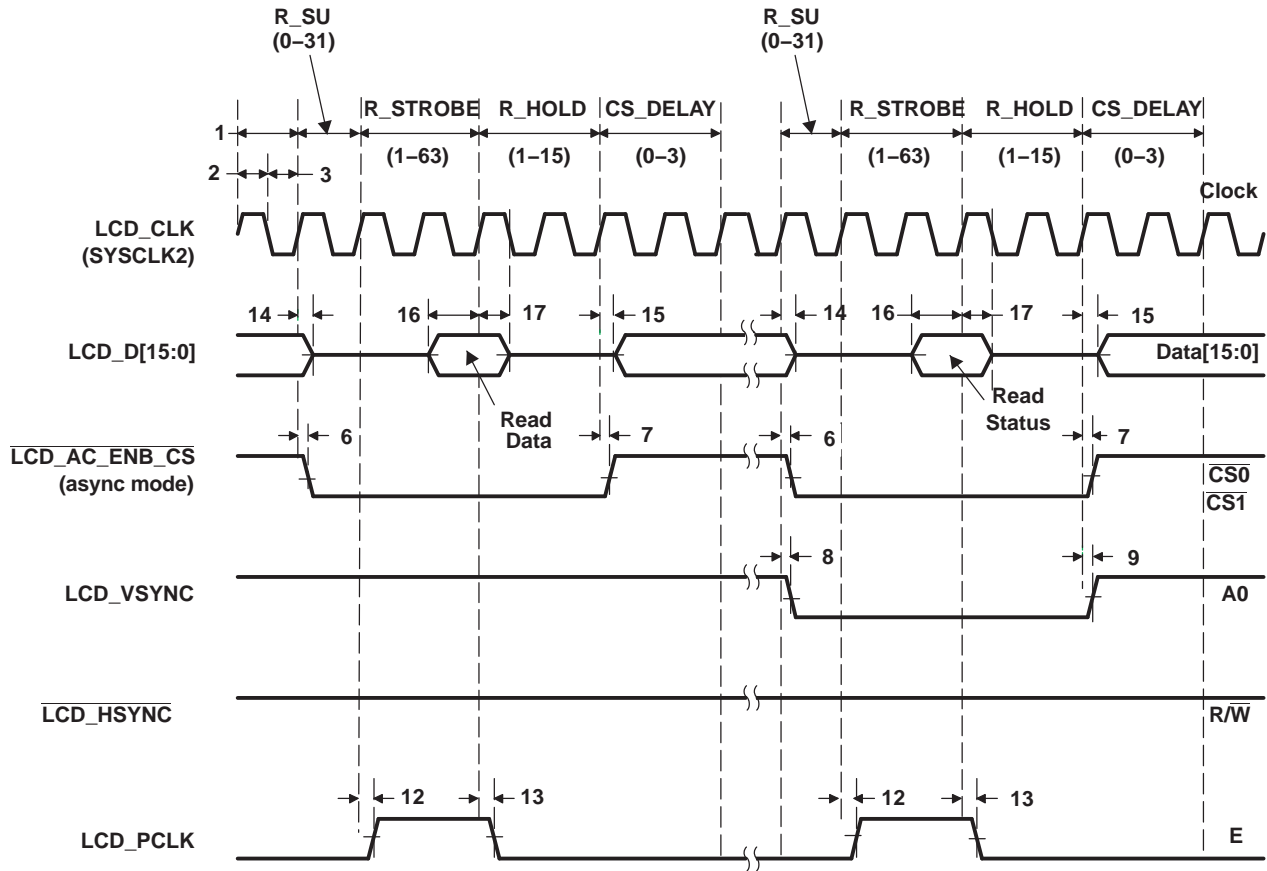 R_SU
(0–31)
R_SU
(0–31)
R_STROBE R_HOLD CS_DELAY R_STROBE R_HOLD CS_DELAY
1
(1–63) (1–15) (0–3) (1–63) (1–15) (0–3)
2 3
Clock
LCD_CLK
(SYSCLK2)
14 16 17 15 14 16 17 15
LCD_D[15:0] Data[15:0]
Read
Data
Read
Status
6 7 6 7
LCD_AC_ENB_CS
(async mode)
CS0
CS1
8 9
LCD_VSYNC A0
LCD_HSYNC R/W
12 13 12 13
LCD_PCLK E